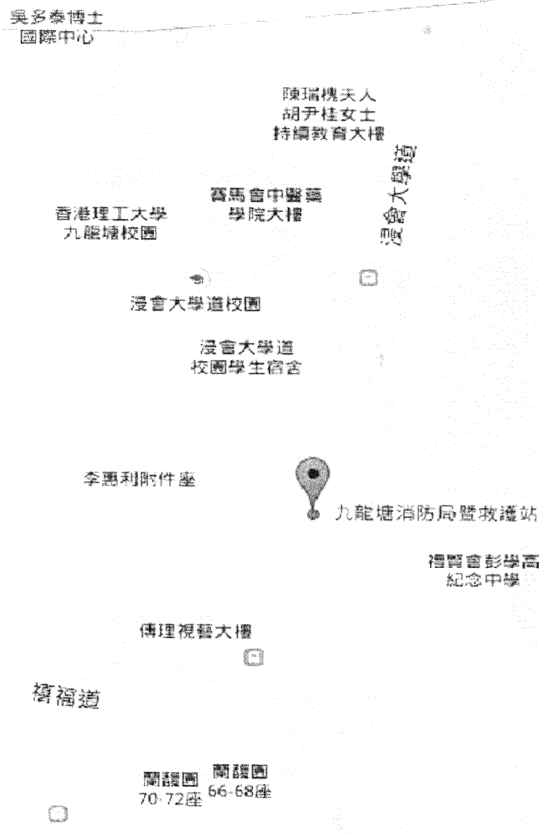 吳多泰博士
國際中心
陳瑞槐夫人
胡尹桂女士
持續教育大樓
浸會大學道
賽馬會中醫藥
學院大樓
香港理工大學
九龍塘校園
浸會大學道校園
浸會大學道
校園學生宿舍
李惠利附件座
九龍塘消防局暨救護站
禮賢會彭學高
紀念中學
傳理視藝大樓
禧福道
蘭馥園
70-72座
蘭馥園
66-68座